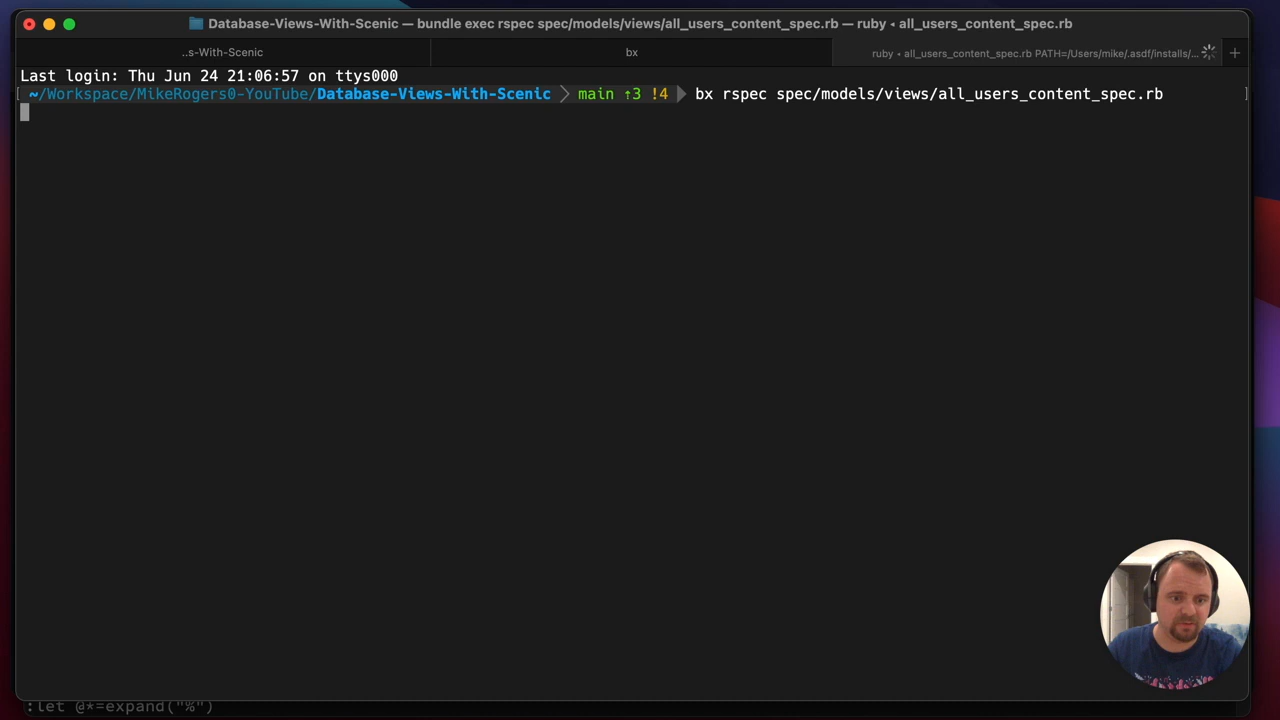 Database-Views-With-Scenic — bundle exec rspec spec/models/views/all_users_content_spec.rb — ruby ◂ all_users_content_spec.rb
..s-With-Scenic
bx
ruby ◂ all_users_content_spec.rb PATH=/Users/mike/.asdf/installs/...
Last login: Thu Jun 24 21:06:57 on ttys000
~/Workspace/MikeRogers0-YouTube/Database-Views-With-Scenic main ↑3 !4 bx rspec spec/models/views/all_users_content_spec.rb
:let @*=expand("%")